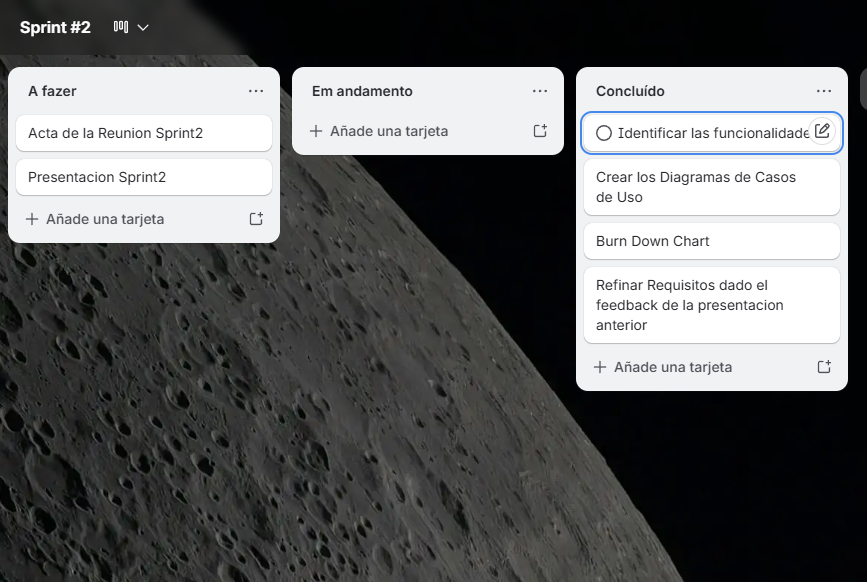 Sprint #2
A fazer
Acta de la Reunion Sprint2
Presentacion Sprint2
Añade una tarjeta
Em andamento
Añade una tarjeta
Concluído
Identificar las funcionalidade
Crear los Diagramas de Casos
de Uso
Burn Down Chart
Refinar Requisitos dado el
feedback de la presentacion
anterior
Añade una tarjeta